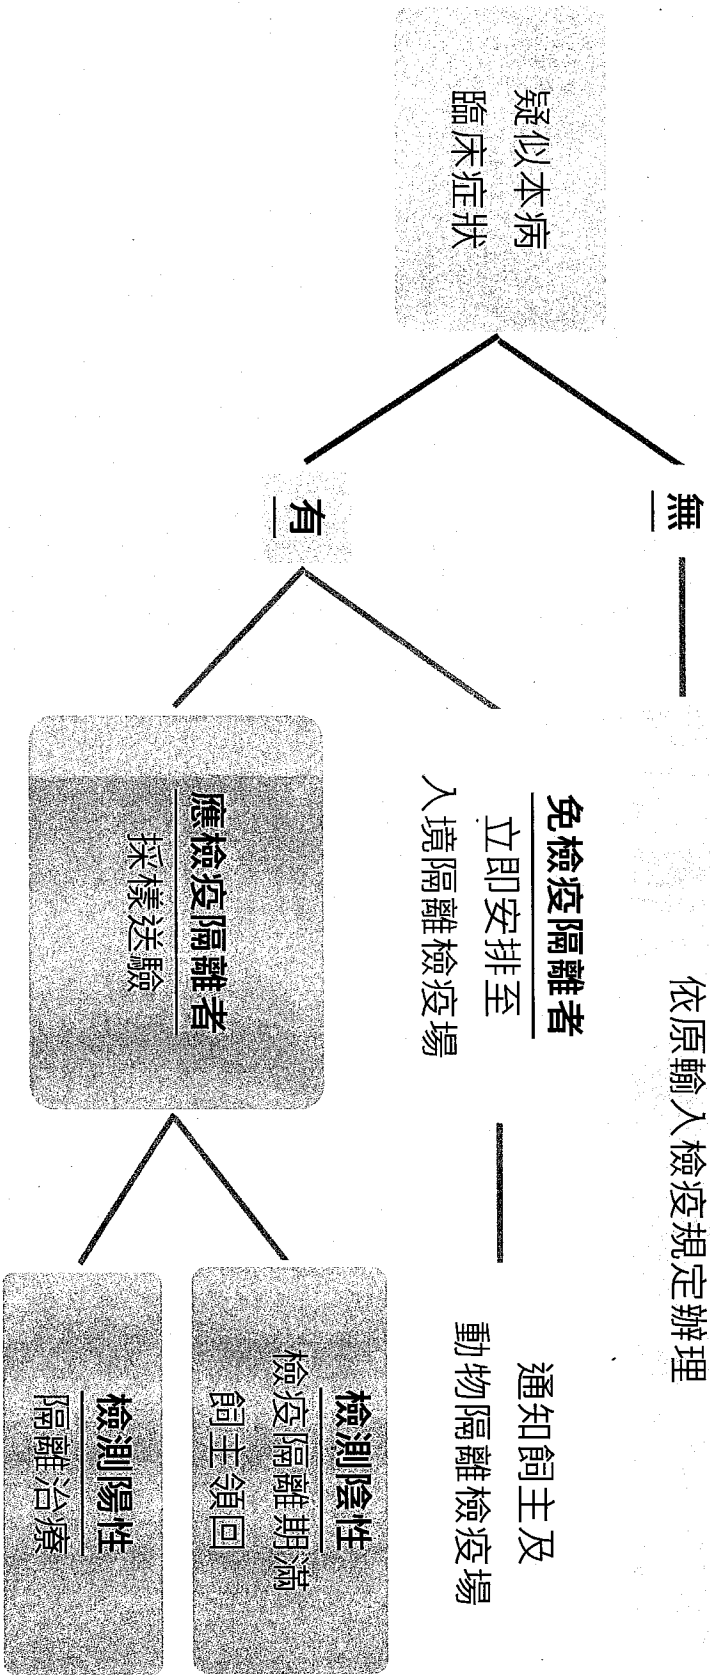 疑似本病
臨床症狀
無
依原輸入檢疫規定辦理
有
免檢疫隔離者
立即安排至
入境隔離檢疫場
通知飼主及
動物隔離檢疫場
應檢疫隔離者
採樣送驗
檢測陰性
檢疫隔離期滿
飼主領回
檢測陽性
隔離治療